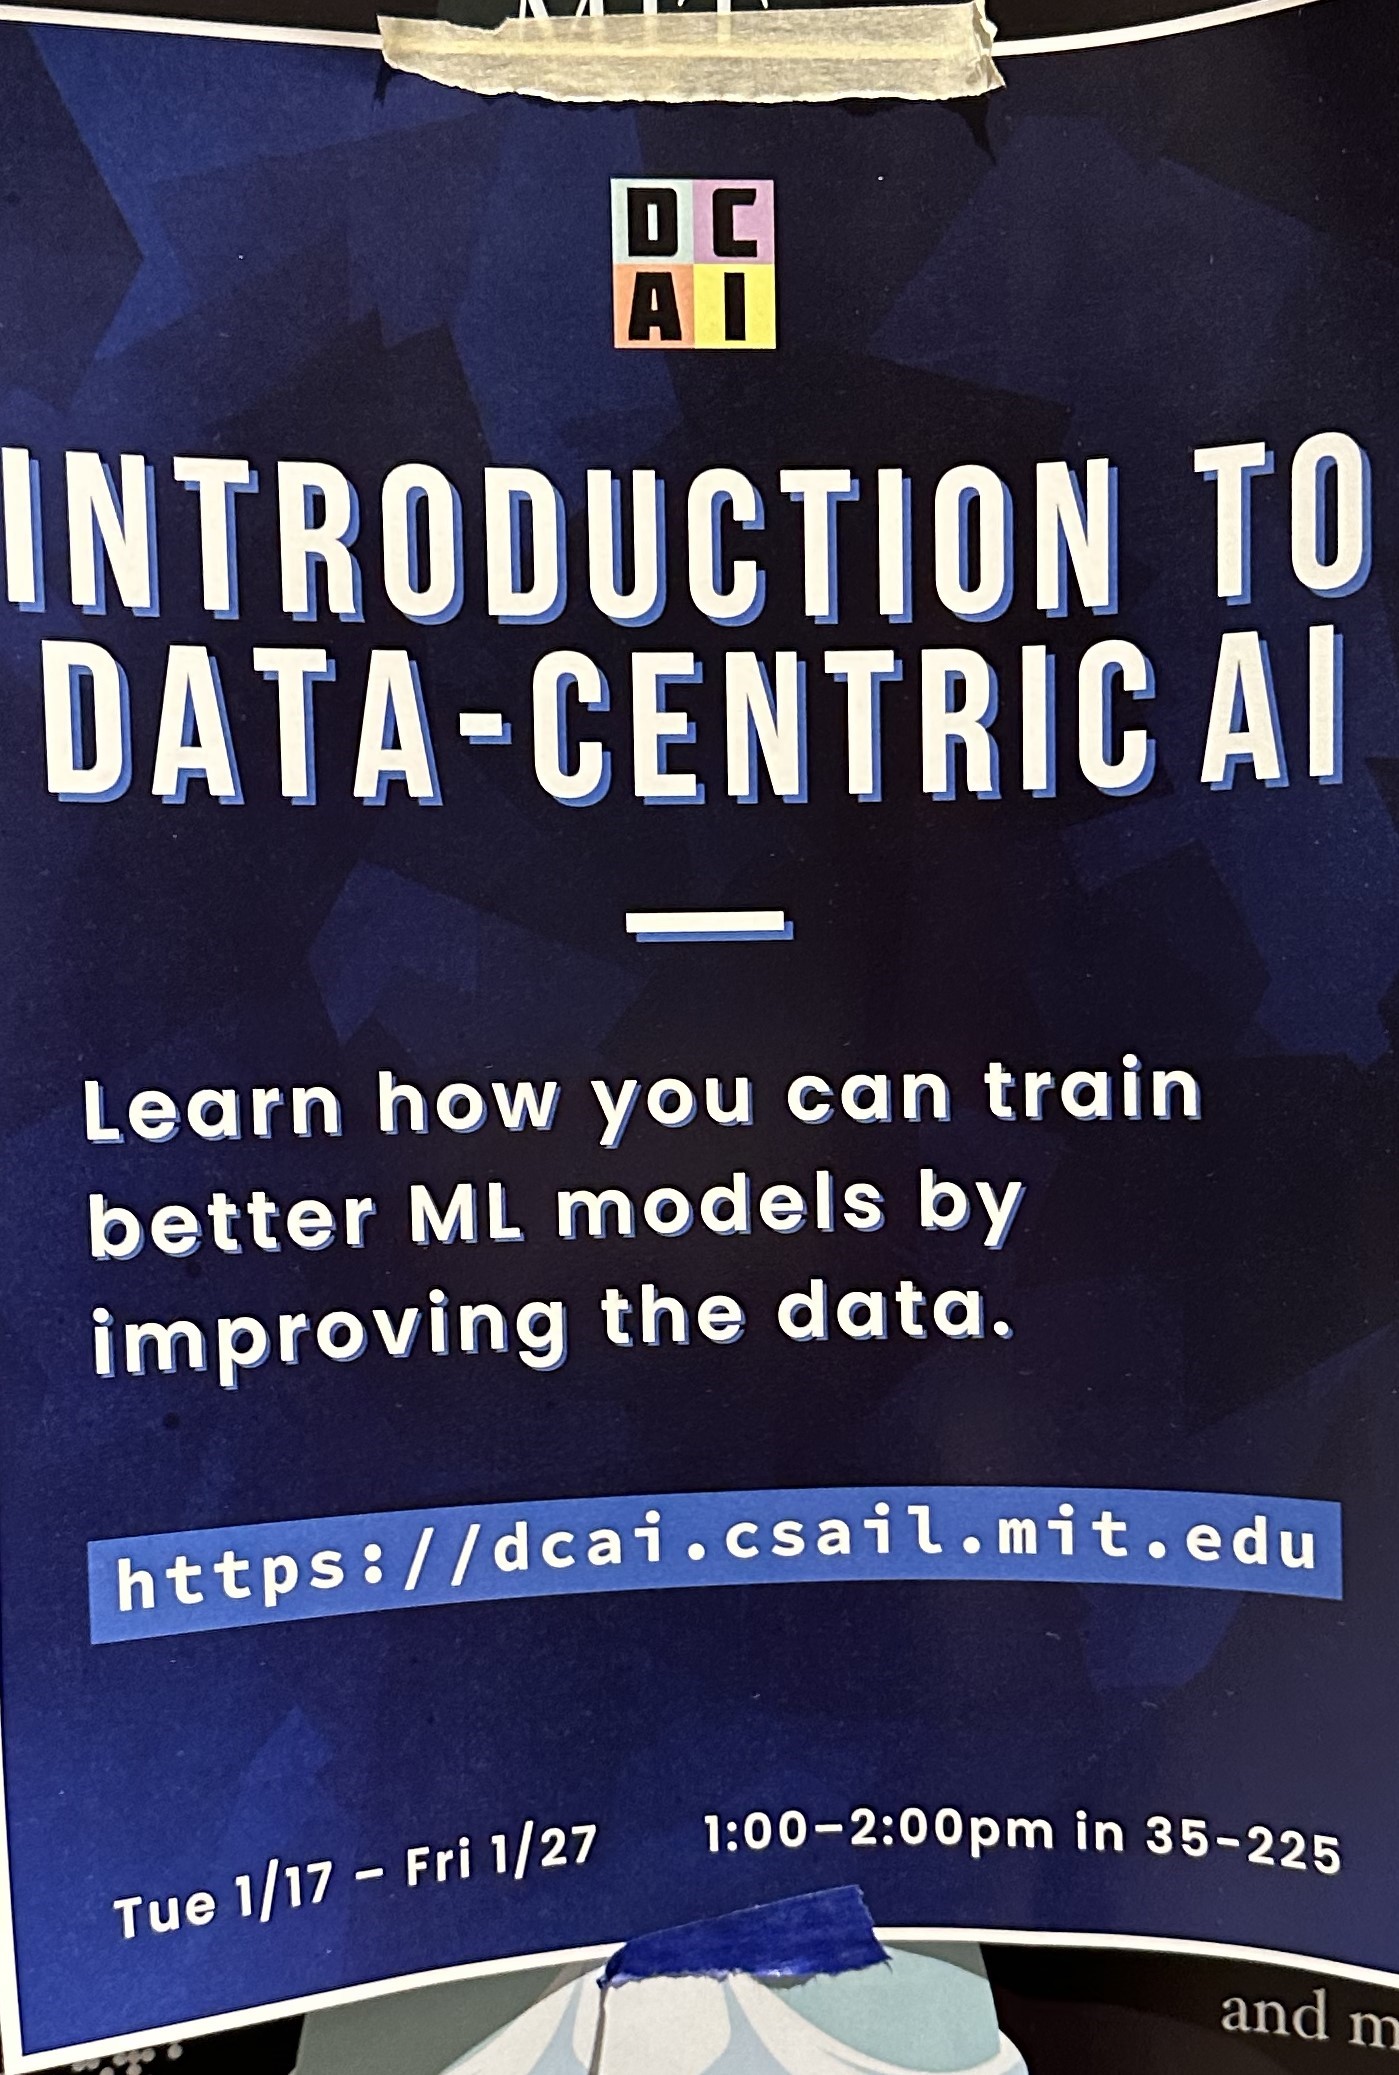 DC
AI
INTRODUCTION TO
DATA-CENTRIC AI
Learn how you can train
better ML models by
improving the data.
https://dcai.csail.mit.edu
Tue 1/17 – Fri 1/27 1:00–2:00pm in 35-225
and